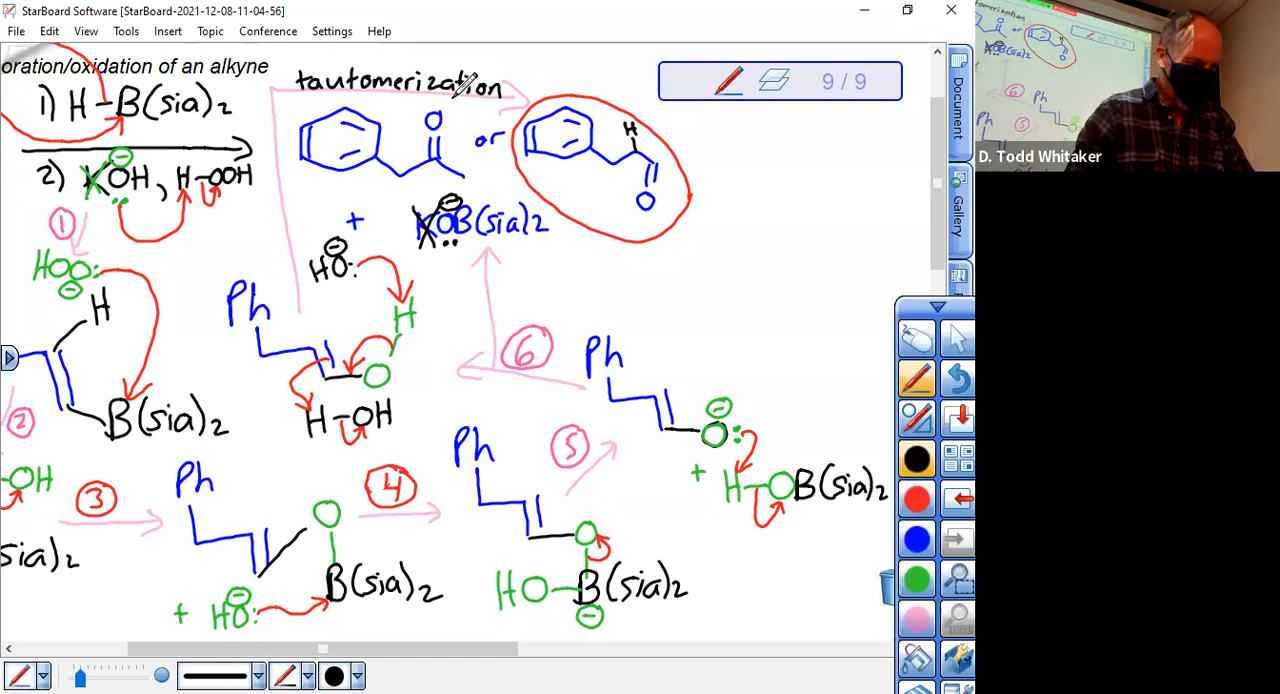 StarBoard Software [StarBoard-2021-12-08-11-04-56]
File Edit View Tools Insert Topic Conference Settings Help
oration/oxidation of an alkyne
1) H-B(sia)2
2) KOH, H-OOH
tautomerization
O
or
H
O
9 / 9
+ KOB(sia)2
1
HOO:
H
HO:
H
Ph
O
H-OH
6
Ph
O:
2
B(sia)2
OH
3
Ph
O
4
Ph
5
+ H-OB(sia)2
sia)2
B(sia)2
O
HO-B(sia)2
+ HO:
Document
Gallery
D. Todd Whitaker